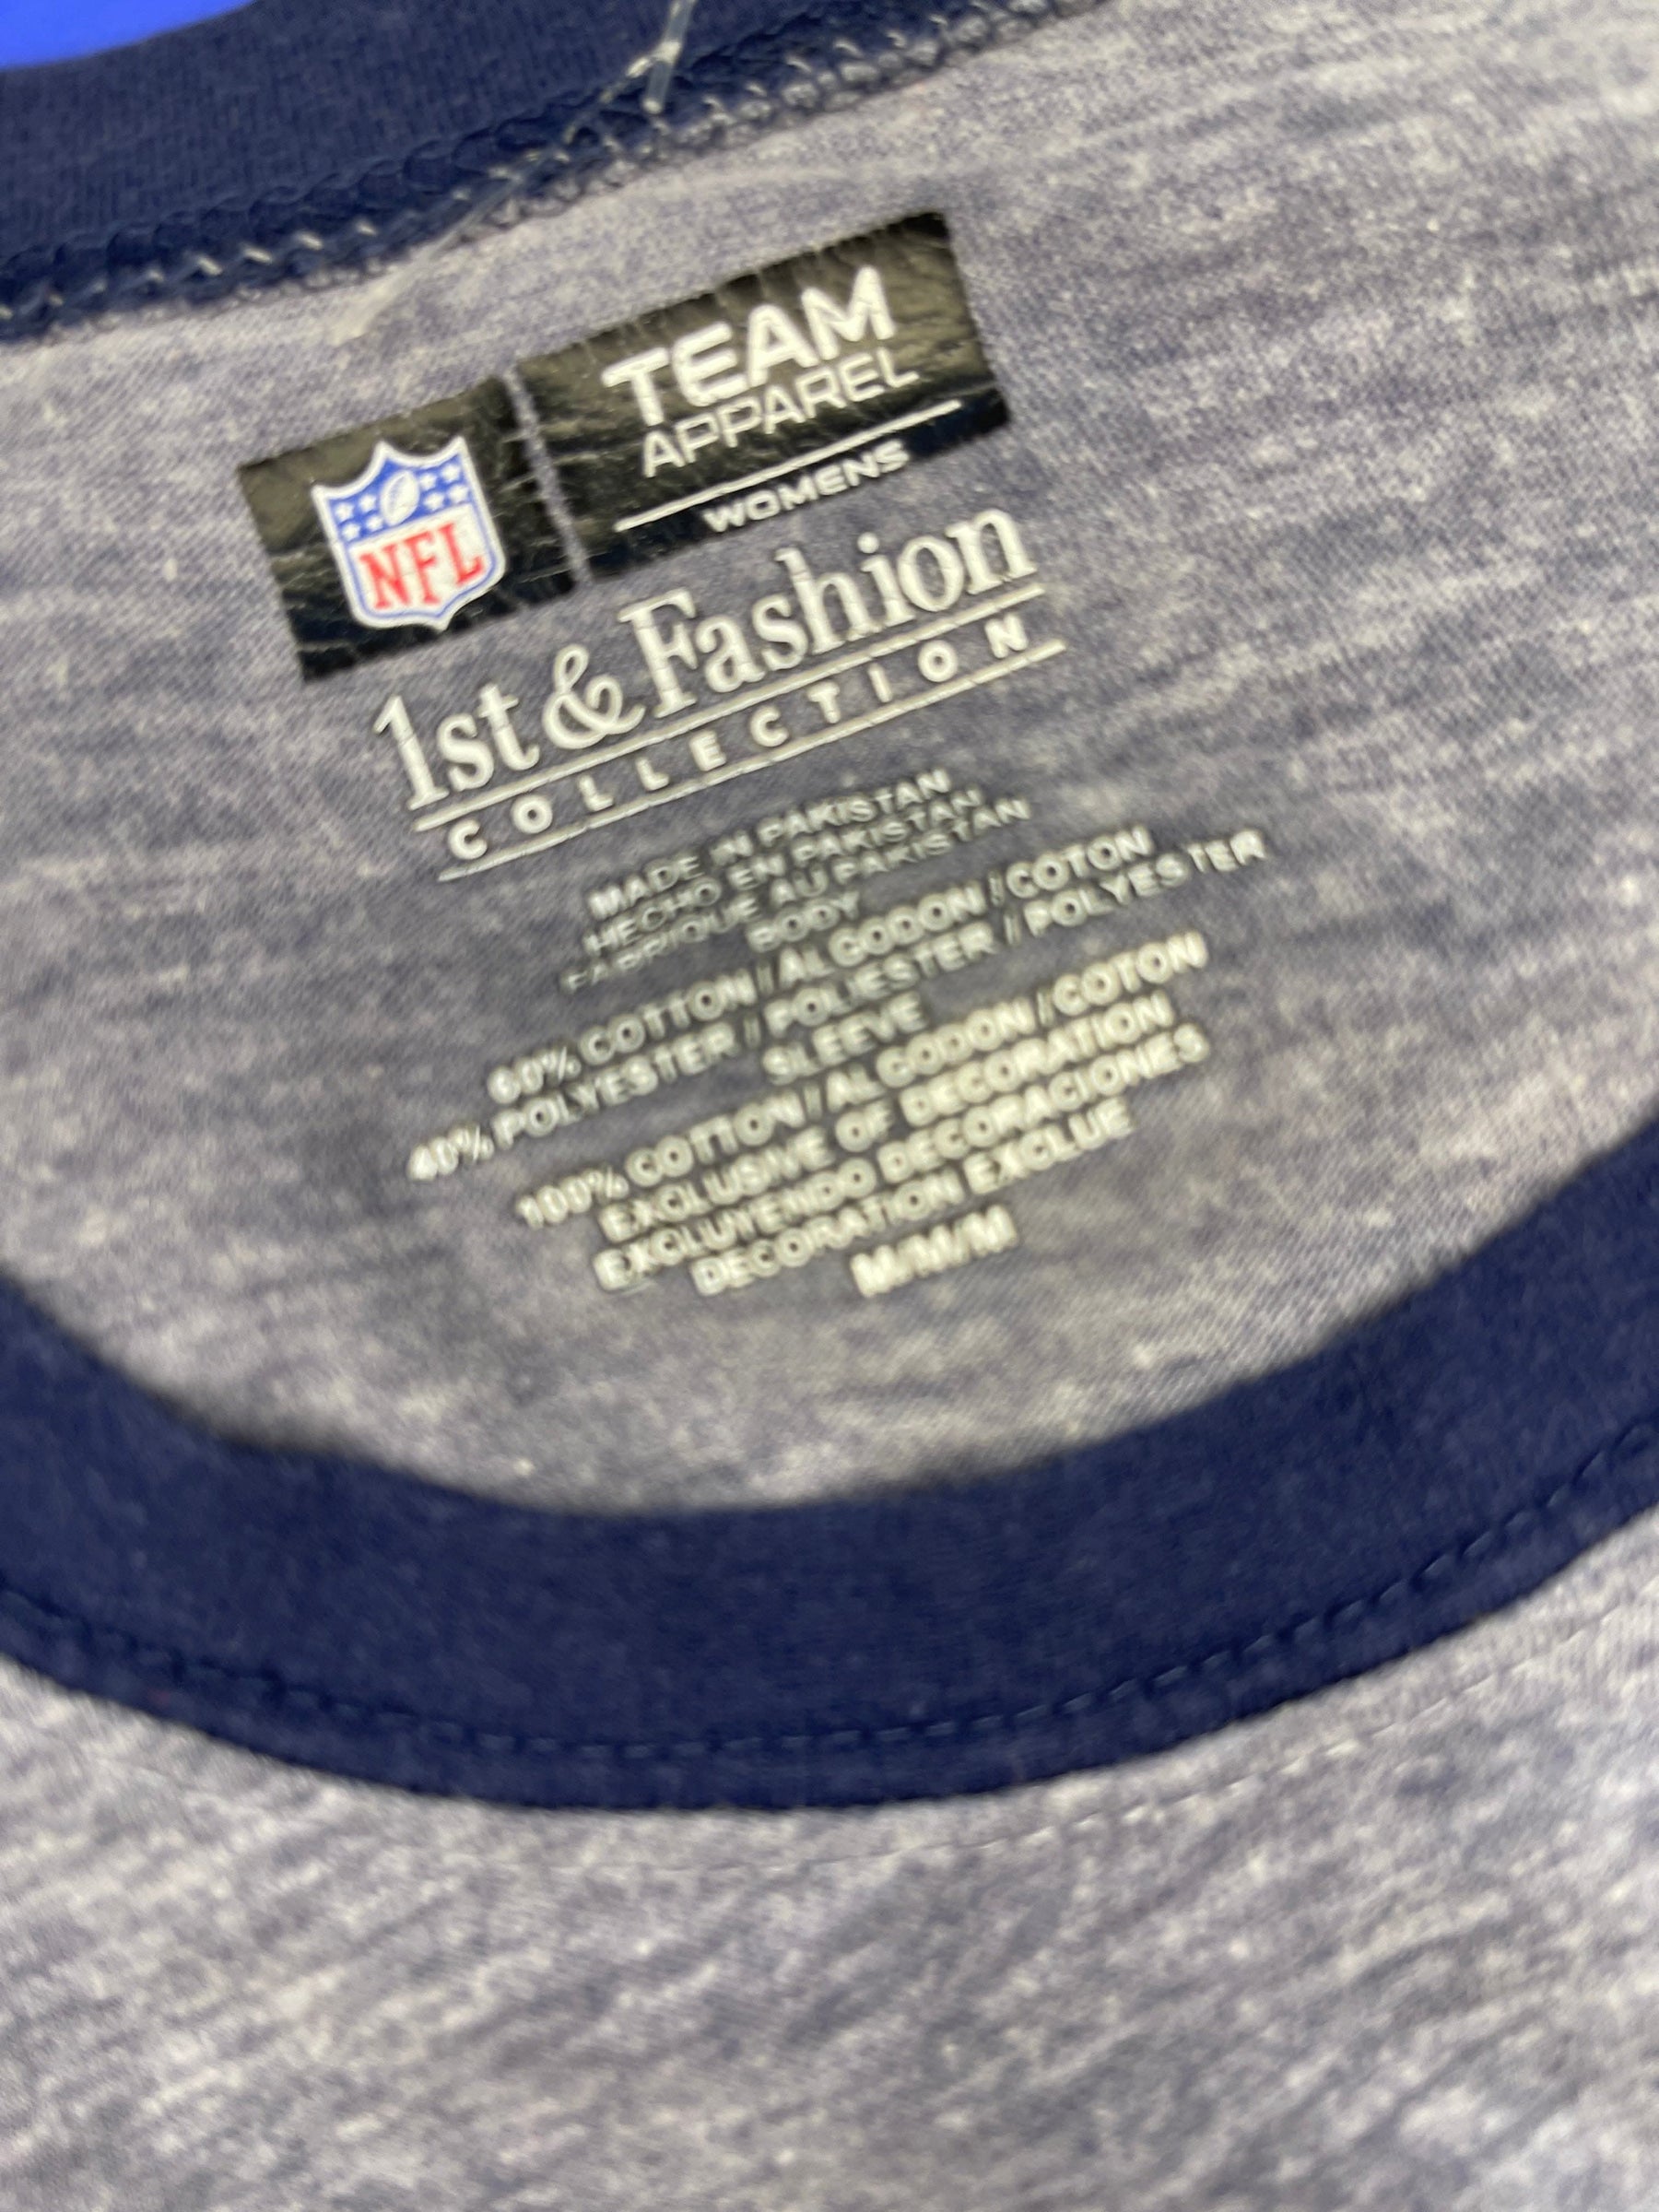 NFL
TEAM
APPAREL
WOMENS
1st & Fashion
COLLECTION
MADE IN PAKISTAN
HECHO EN PAKISTAN
FABRIQUE AU PAKISTAN
BODY
60% COTTON / ALGODON / COTON
40% POLYESTER / POLIESTER / POLYESTER
SLEEVE
100% COTTON / ALGODON / COTON
EXCLUSIVE OF DECORATION
EXCLUYENDO DECORACIONES
DECORATION EXCLUE
M/M/M